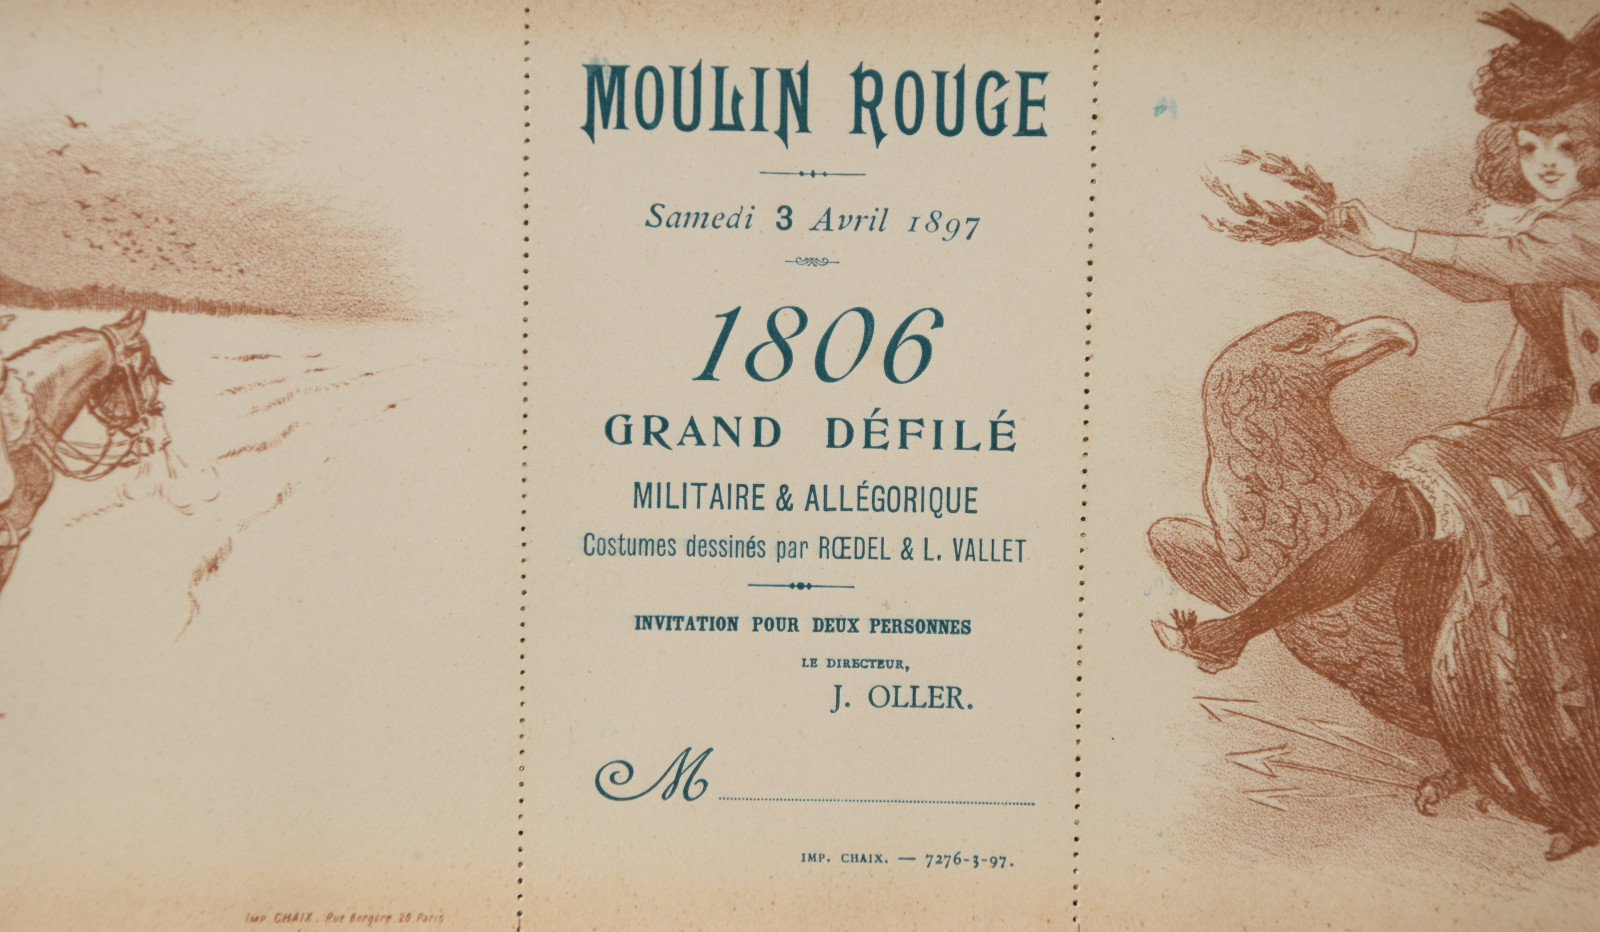 MOULIN ROUGE
Samedi 3 Avril 1897
1806
GRAND DÉFILÉ
MILITAIRE & ALLÉGORIQUE
Costumes dessinés par RŒDEL & L. VALLET
INVITATION POUR DEUX PERSONNES
LE DIRECTEUR,
J. OLLER.
M
IMP. CHAIX. — 7276-3-97.
Imp. CHAIX. Rue Bergère. 20 Paris